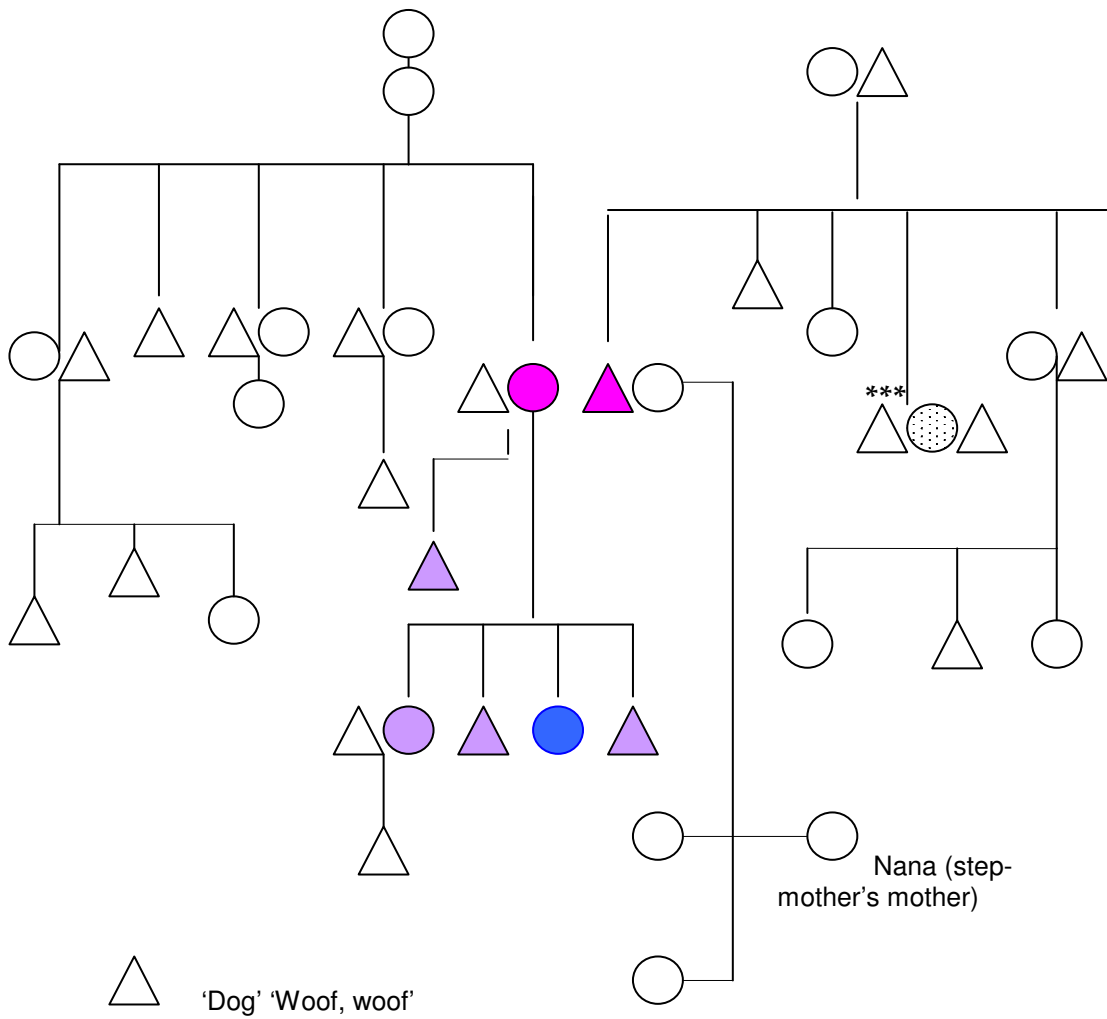 ***
Nana (step-
mother's mother)
‘Dog’ ‘Woof, woof’